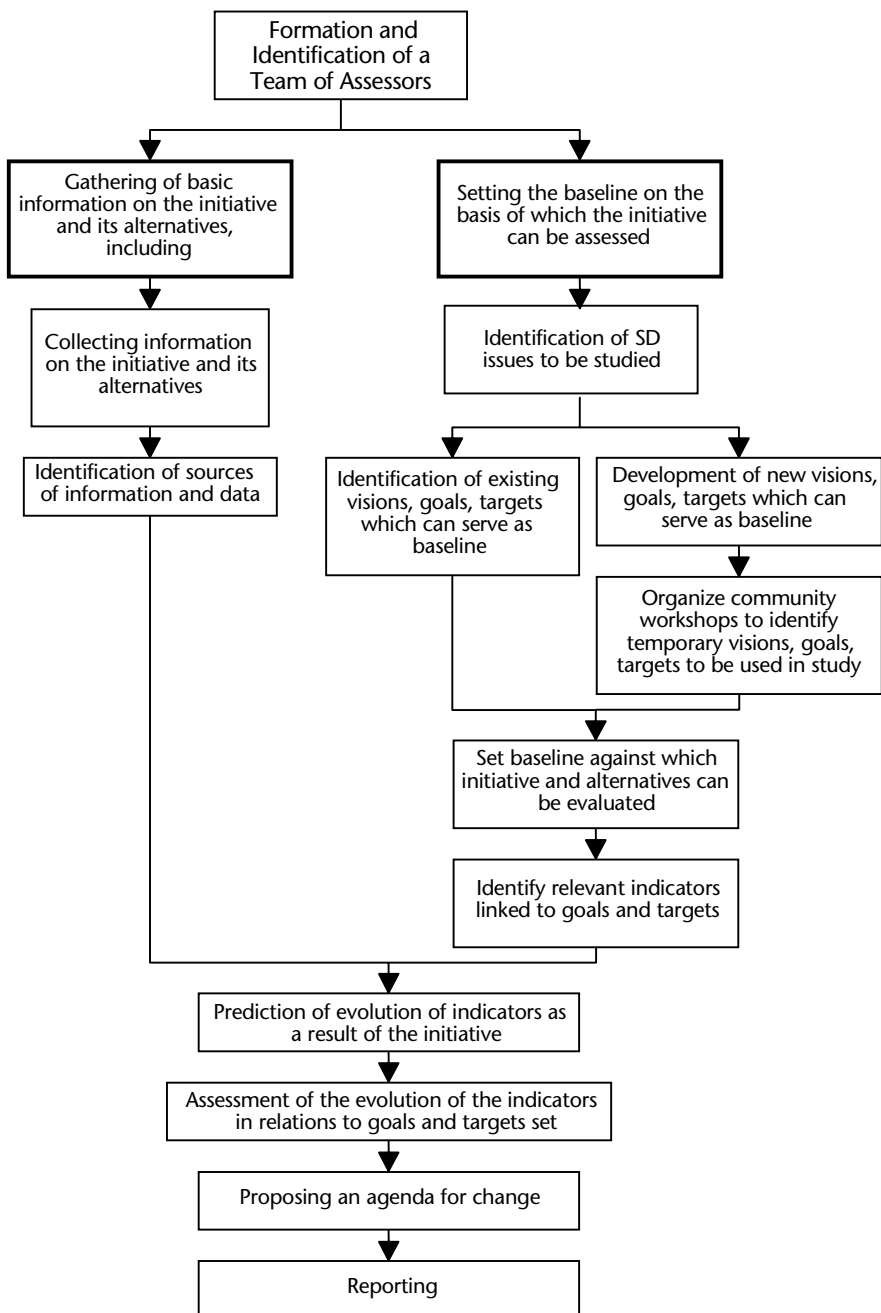 Formation and
Identification of a
Team of Assessors
Gathering of basic
information on the initiative
and its alternatives,
including
Setting the baseline on the
basis of which the initiative
can be assessed
Collecting information
on the initiative and its
alternatives
Identification of SD
issues to be studied
Identification of sources
of information and data
Identification of existing
visions, goals, targets
which can serve as
baseline
Development of new visions,
goals, targets which can
serve as baseline
Organize community
workshops to identify
temporary visions, goals,
targets to be used in study
Set baseline against which
initiative and alternatives can
be evaluated
Identify relevant indicators
linked to goals and targets
Prediction of evolution of indicators as
a result of the initiative
Assessment of the evolution of the indicators
in relations to goals and targets set
Proposing an agenda for change
Reporting